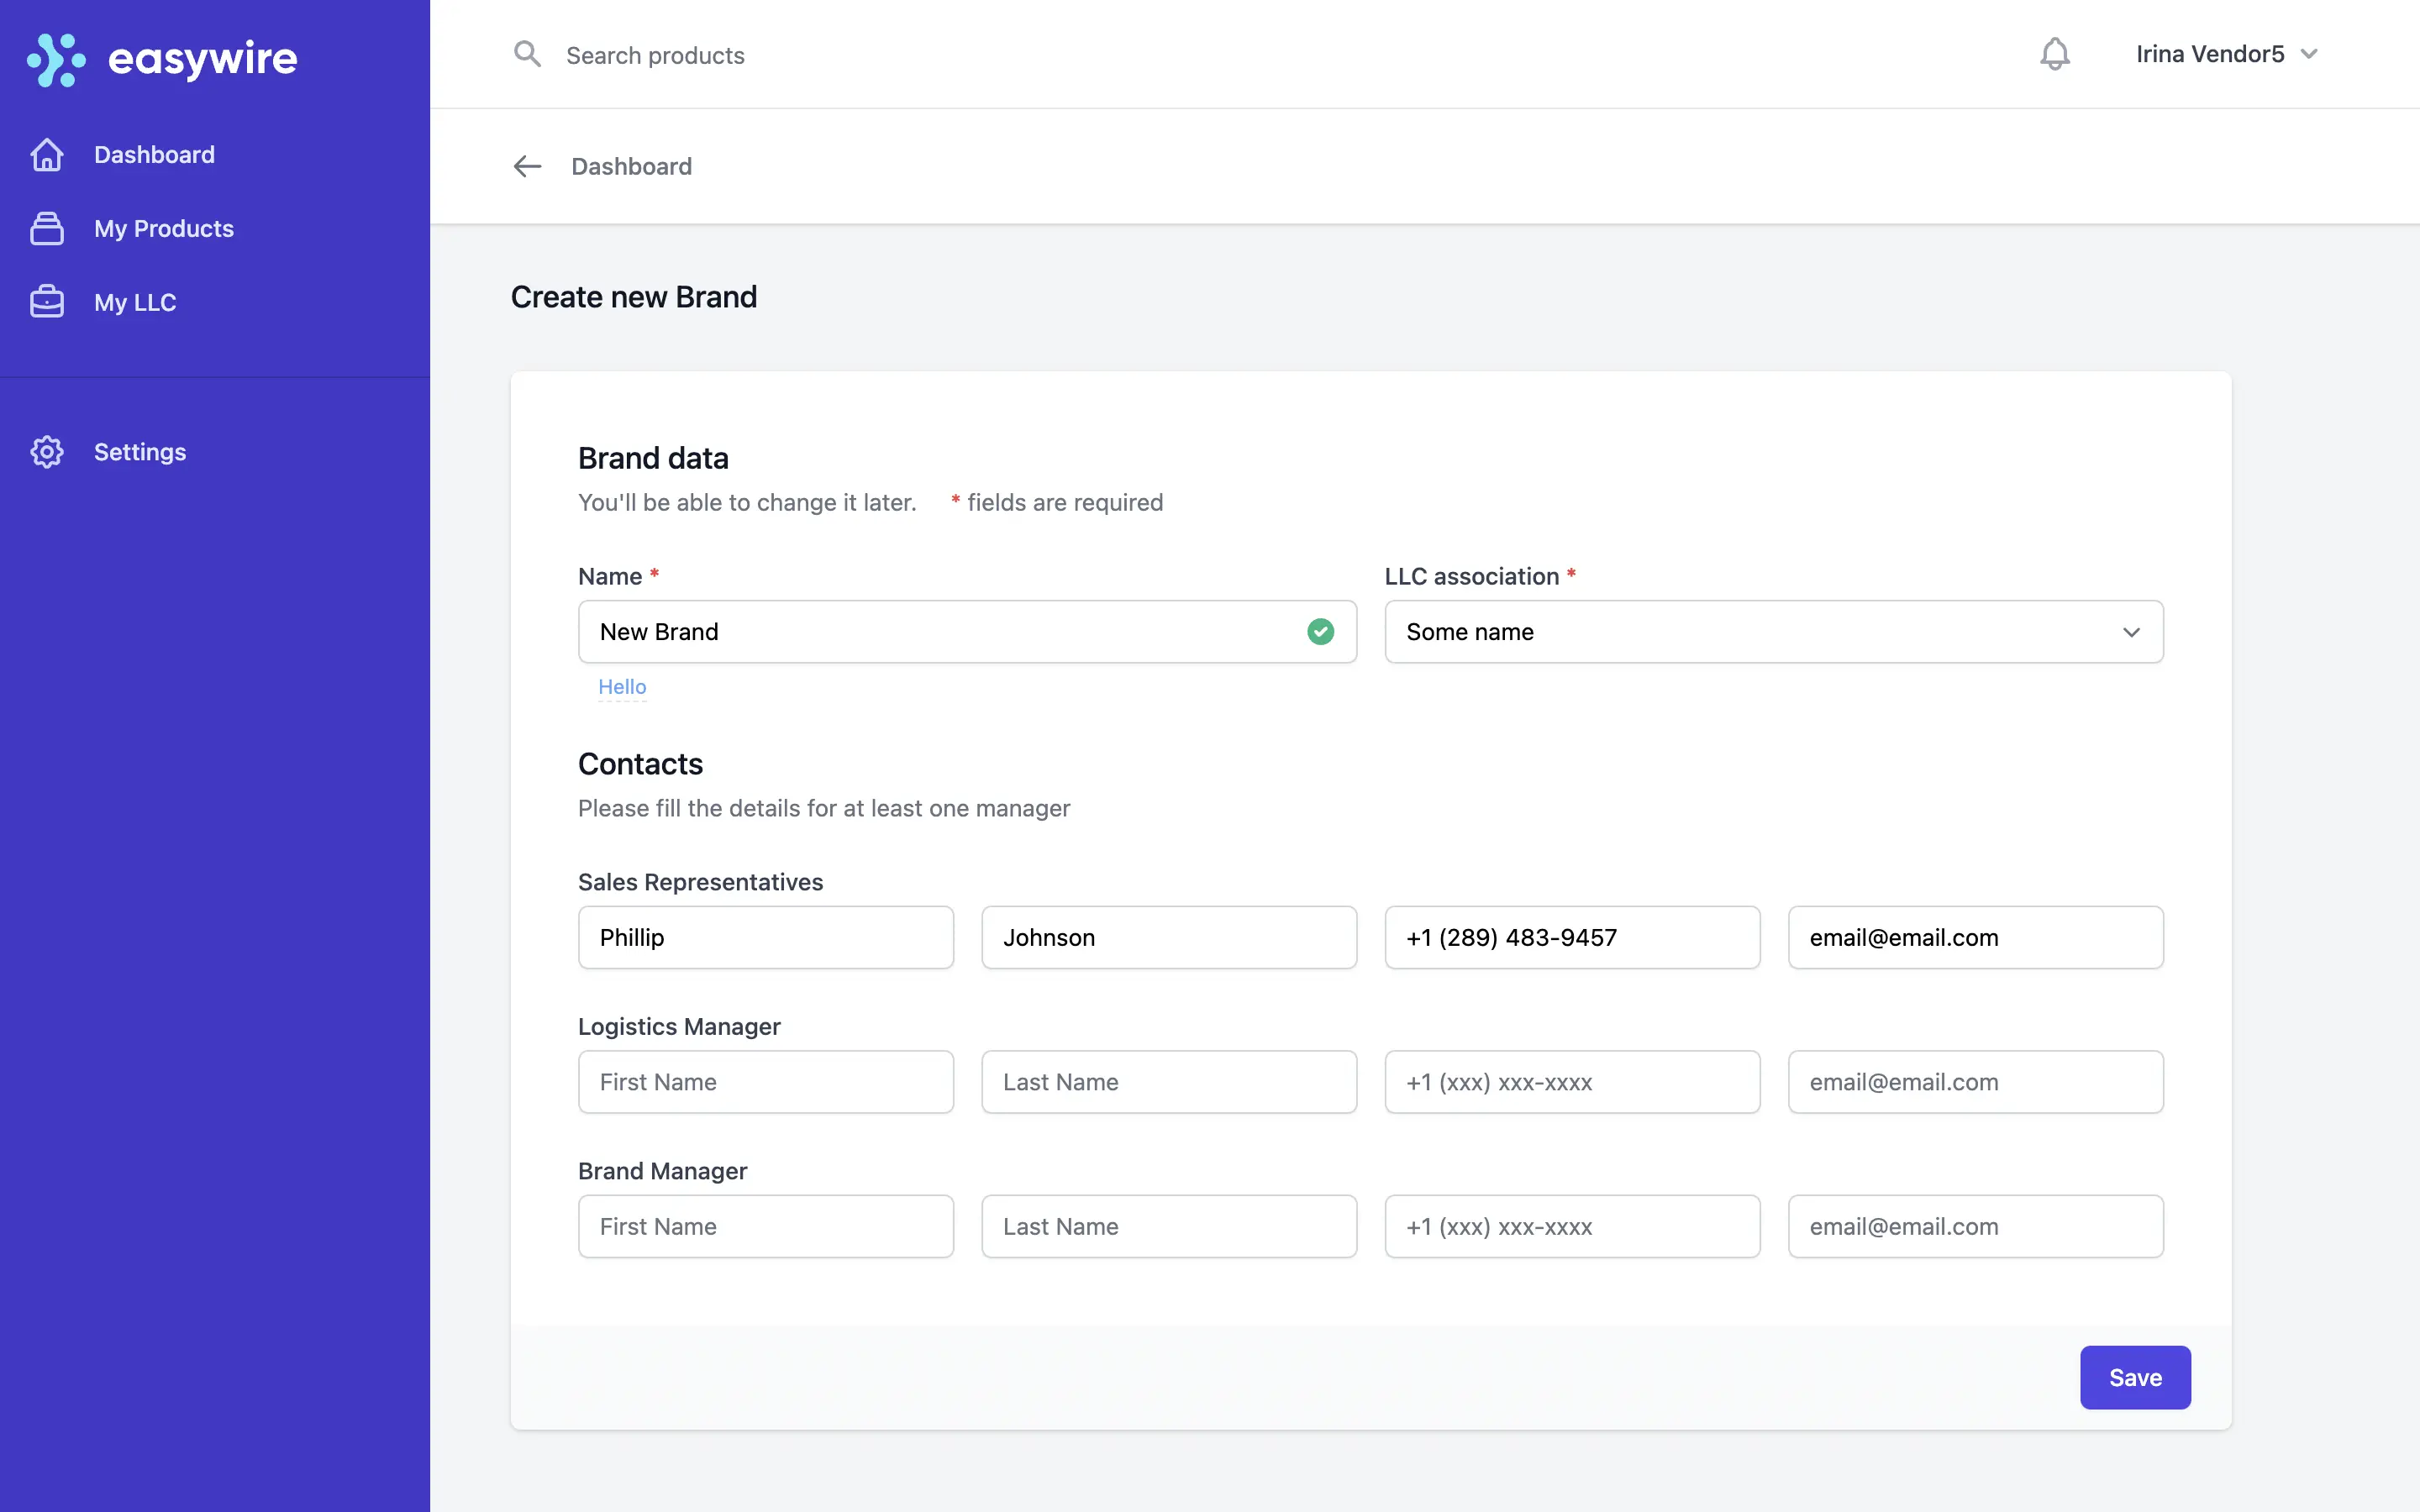 easywire
Search products
Irina Vendor5
Dashboard
My Products
My LLC
Settings
Dashboard
Create new Brand
Brand data
You'll be able to change it later. * fields are required
Name *
LLC association *
New Brand
Some name
Hello
Contacts
Please fill the details for at least one manager
Sales Representatives
Phillip Johnson +1 (289) 483-9457 email@email.com
Logistics Manager
First Name Last Name +1 (xxx) xxx-xxxx email@email.com
Brand Manager
First Name Last Name +1 (xxx) xxx-xxxx email@email.com
Save